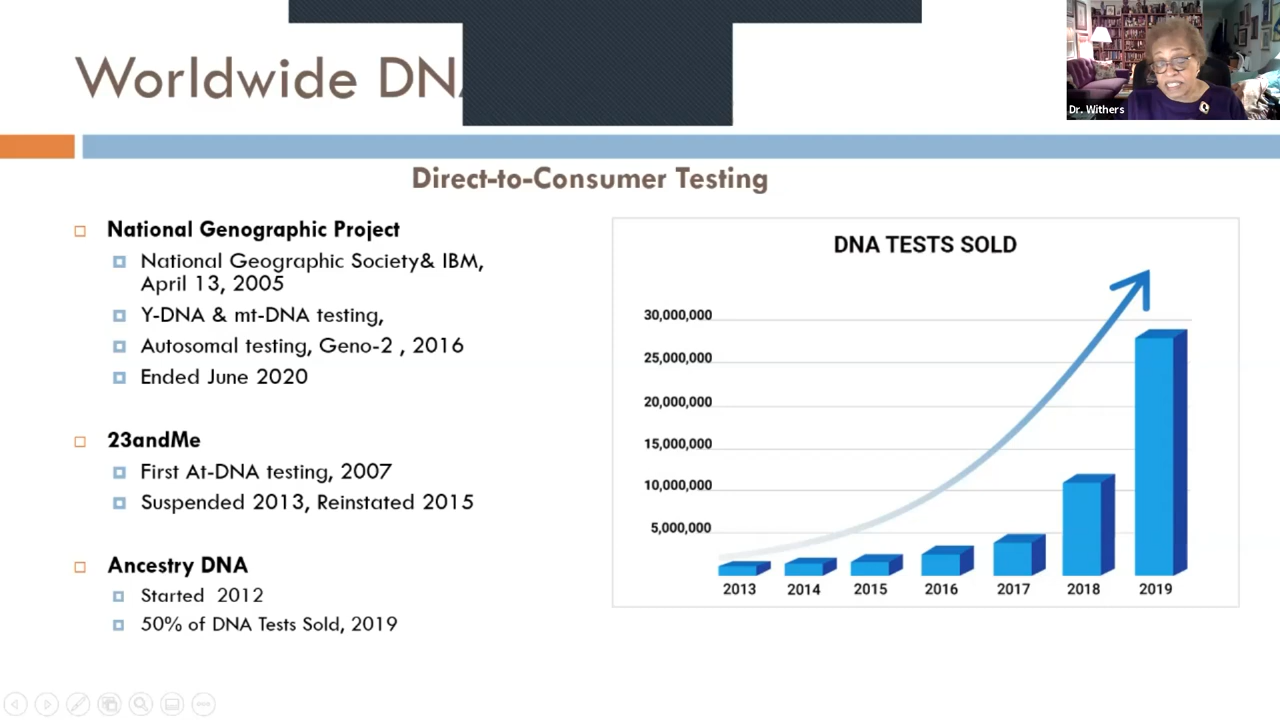 Worldwide
Dr. Withers
Direct-to-Consumer Testing
National Genographic Project
National Geographic Society& IBM,
April 13, 2005
Y-DNA & mt-DNA testing,
Autosomal testing, Geno-2 , 2016
Ended June 2020
23andMe
First At-DNA testing, 2007
Suspended 2013, Reinstated 2015
Ancestry DNA
Started 2012
50% of DNA Tests Sold, 2019
DNA TESTS SOLD
30,000,000
25,000,000
20,000,000
15,000,000
10,000,000
5,000,000
2013 2014 2015 2016 2017 2018 2019